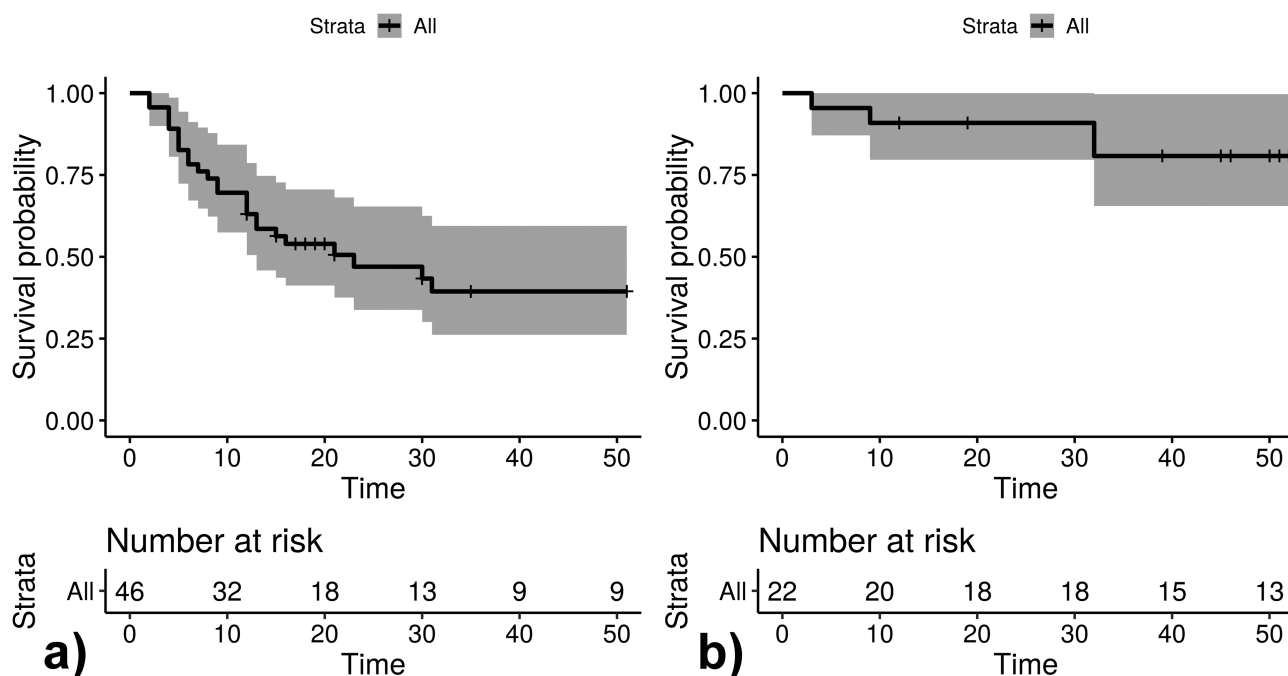 Strata All
Survival probability
1.00
0.75
0.50
0.25
0.00
0 10 20 30 40 50
Time
Number at risk
Strata
All 46 32 18 13 9 9
0 10 20 30 40 50
Time
a)
Strata All
Survival probability
1.00
0.75
0.50
0.25
0.00
0 10 20 30 40 50
Time
Number at risk
Strata
All 22 20 18 18 15 13
0 10 20 30 40 50
Time
b)